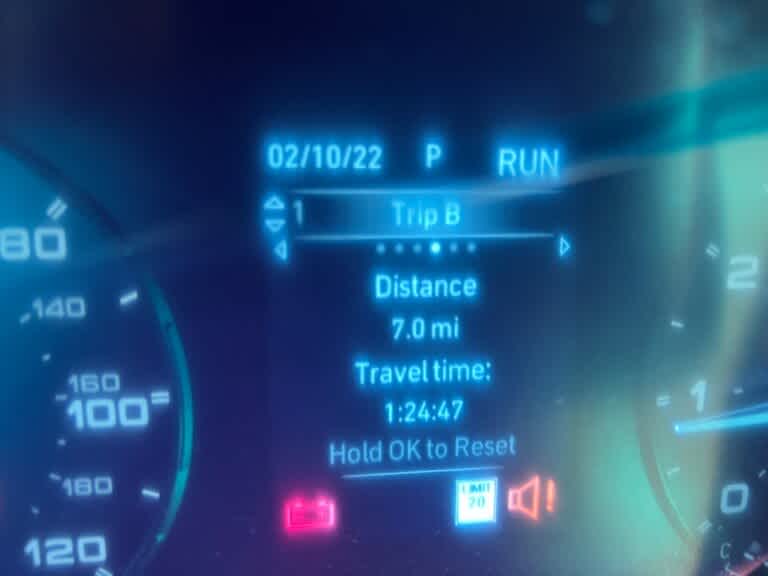 02/10/22 P RUN
1 Trip B
Distance
7.0 mi
Travel time:
1:24:47
Hold OK to Reset
LIMIT
70
!
80
140
160
100
160
120
2
1
0
C